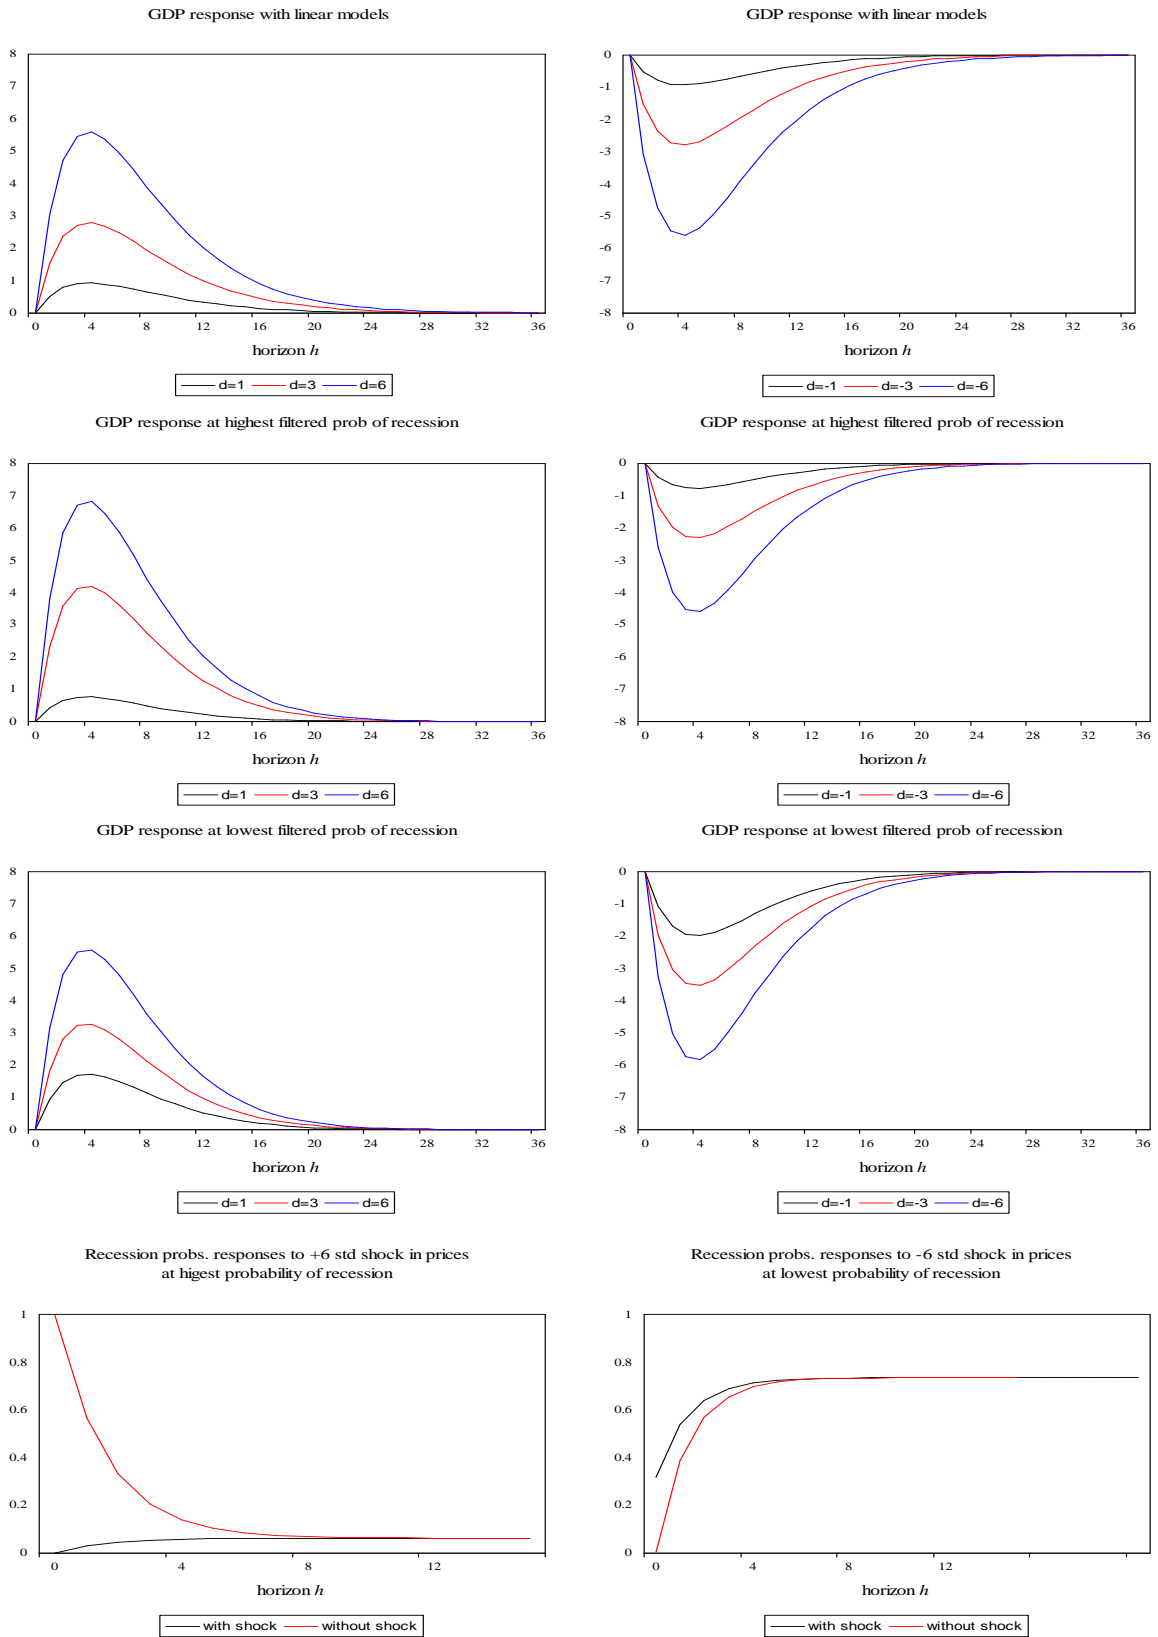 GDP response with linear models
8
7
6
5
4
3
2
1
0
0 4 8 12 16 20 24 28 32 36
horizon h
d=1 d=3 d=6
GDP response with linear models
0
-1
-2
-3
-4
-5
-6
-7
-8
0 4 8 12 16 20 24 28 32 36
horizon h
d=-1 d=-3 d=-6
GDP response at highest filtered prob of recession
8
7
6
5
4
3
2
1
0
0 4 8 12 16 20 24 28 32 36
horizon h
d=1 d=3 d=6
GDP response at highest filtered prob of recession
0
-1
-2
-3
-4
-5
-6
-7
-8
0 4 8 12 16 20 24 28 32 36
horizon h
d=-1 d=-3 d=-6
GDP response at lowest filtered prob of recession
8
7
6
5
4
3
2
1
0
0 4 8 12 16 20 24 28 32 36
horizon h
d=1 d=3 d=6
GDP response at lowest filtered prob of recession
0
-1
-2
-3
-4
-5
-6
-7
-8
0 4 8 12 16 20 24 28 32 36
horizon h
d=-1 d=-3 d=-6
Recession probs. responses to +6 std shock in prices
at higest probability of recession
1
0.8
0.6
0.4
0.2
0
0 4 8 12
horizon h
with shock without shock
Recession probs. responses to -6 std shock in prices
at lowest probability of recession
1
0.8
0.6
0.4
0.2
0
0 4 8 12
horizon h
with shock without shock